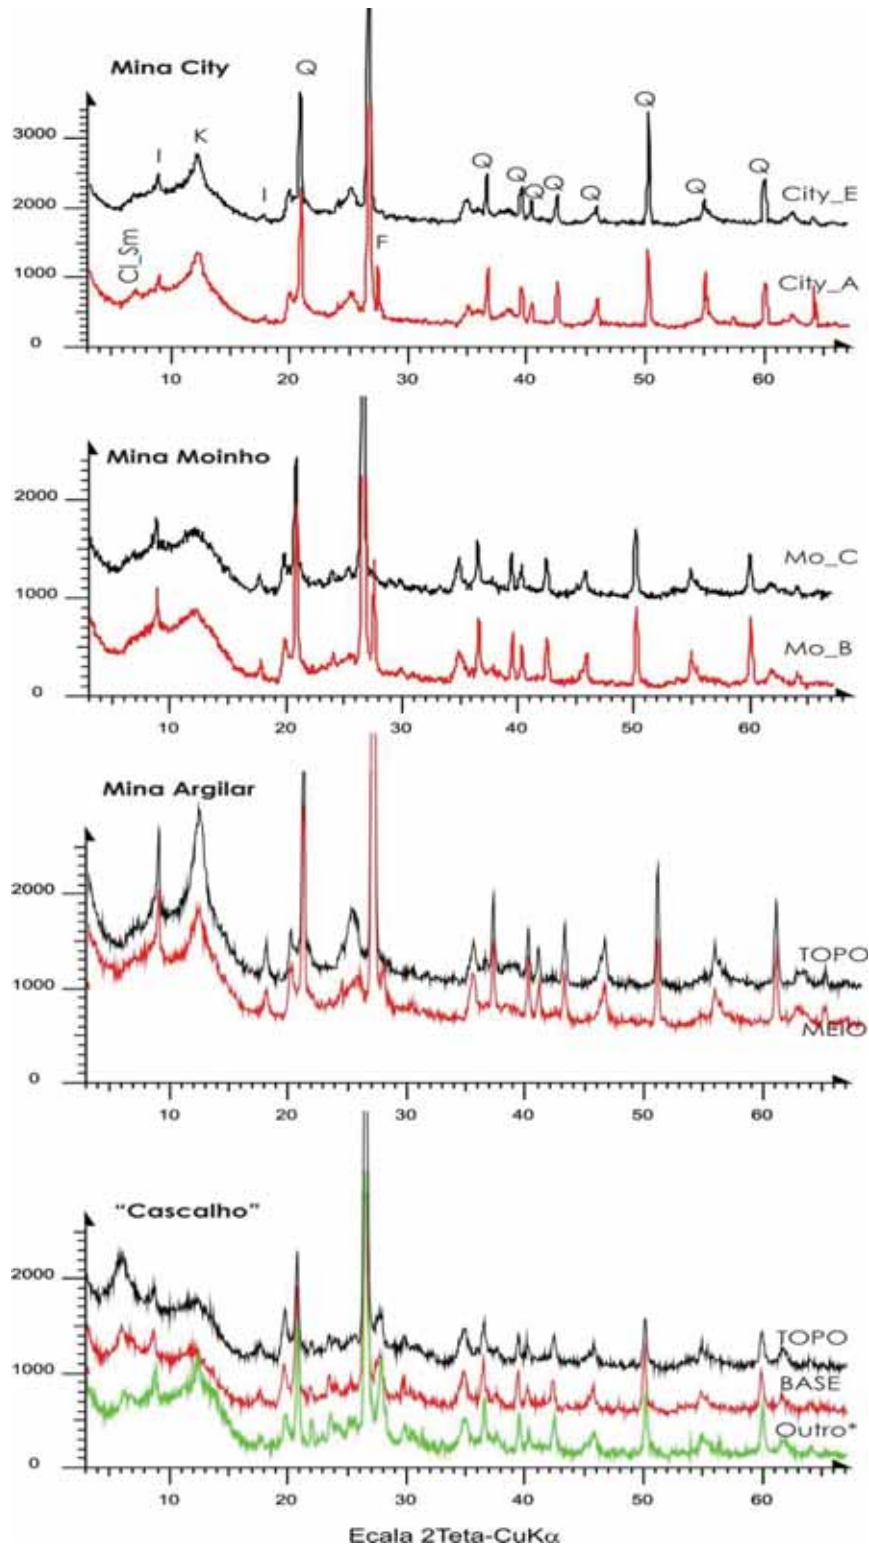 Mina City
Q
3000
I
K
I
Q
Q
Q
Q
Q
Q
Q
Q
City_E
2000
Cl_Sm
F
City_A
1000
0
10 20 30 40 50 60
Mina Moinho
2000
Mo_C
1000
Mo_B
0
10 20 30 40 50 60
Mina Argilar
2000
TOPO
1000
MEIO
0
10 20 30 40 50 60
“Cascalho”
2000
TOPO
BASE
1000
Outro*
0
10 20 30 40 50 60
Ecala 2Teta-CuKα